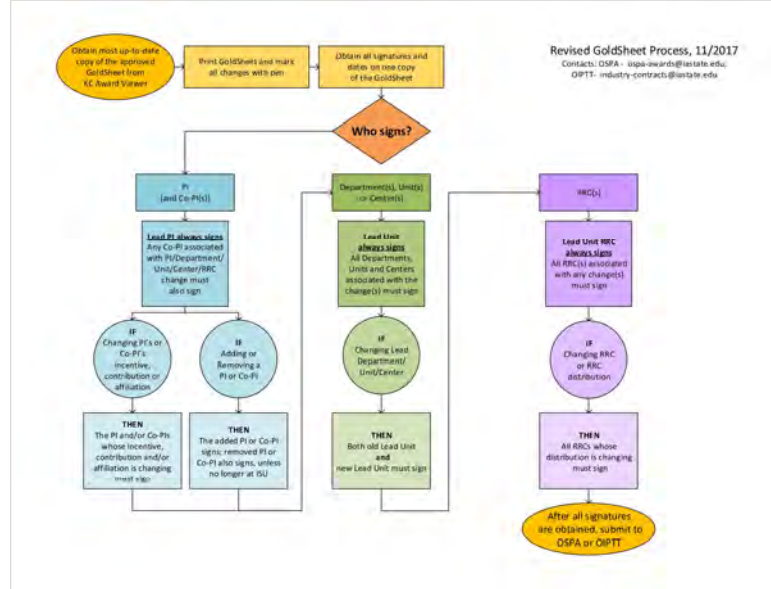 Obtain most up-to-date
copy of the approved
GoldSheet from
KC Award Viewer
Print GoldSheet and mark
all changes with pen
Obtain all signatures and
dates on one copy
of the GoldSheet
Revised GoldSheet Process, 11/2017
Contacts: OSPA - ospa-awards@iastate.edu;
OIPTT- industry-contracts@iastate.edu
Who signs?
PI
(and Co-PI(s))
Lead PI always signs
Any Co-PI associated
with PI/Department/
Unit/Center/RRC
change must
also sign
IF
Changing PI's or
Co-PI's
incentive,
contribution or
affiliation
IF
Adding or
Removing a
PI or Co-PI
THEN
The PI and/or Co-PIs
whose incentive,
contribution and/or
affiliation is changing
must sign
THEN
The added PI or Co-PI
signs; removed PI or
Co-PI also signs, unless
no longer at ISU
Department(s), Unit(s)
or Center(s)
Lead Unit
always signs
All Departments,
Units and Centers
associated with the
change(s) must sign
IF
Changing Lead
Department/
Unit/Center
THEN
Both old Lead Unit
and
new Lead Unit must sign
RRC(s)
Lead Unit RRC
always signs
All RRC(s) associated
with any change(s)
must sign
IF
Changing RRC
or RRC
distribution
THEN
All RRCs whose
distribution is changing
must sign
After all signatures
are obtained, submit to
OSPA or OIPTT